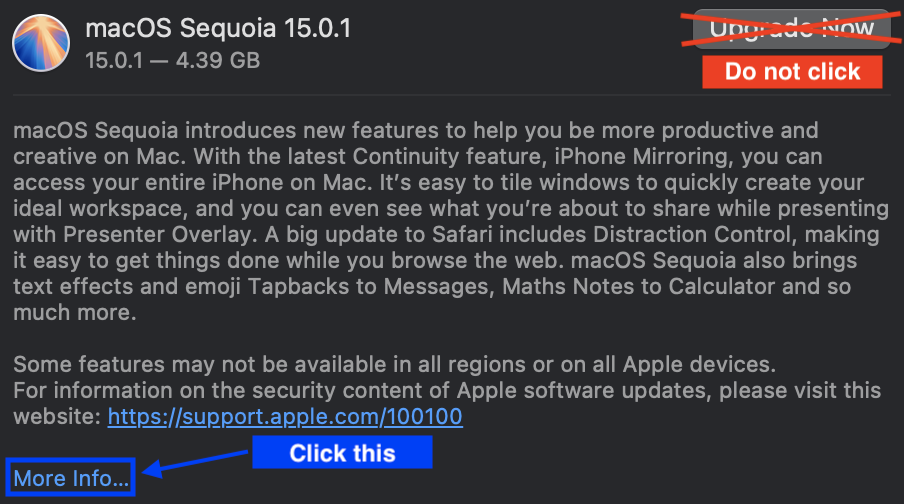 macOS Sequoia 15.0.1
15.0.1 — 4.39 GB
Upgrade Now
Do not click
macOS Sequoia introduces new features to help you be more productive and
creative on Mac. With the latest Continuity feature, iPhone Mirroring, you can
access your entire iPhone on Mac. It’s easy to tile windows to quickly create your
ideal workspace, and you can even see what you’re about to share while presenting
with Presenter Overlay. A big update to Safari includes Distraction Control, making
it easy to get things done while you browse the web. macOS Sequoia also brings
text effects and emoji Tapbacks to Messages, Maths Notes to Calculator and so
much more.
Some features may not be available in all regions or on all Apple devices.
For information on the security content of Apple software updates, please visit this
website: https://support.apple.com/100100
Click this
More Info...